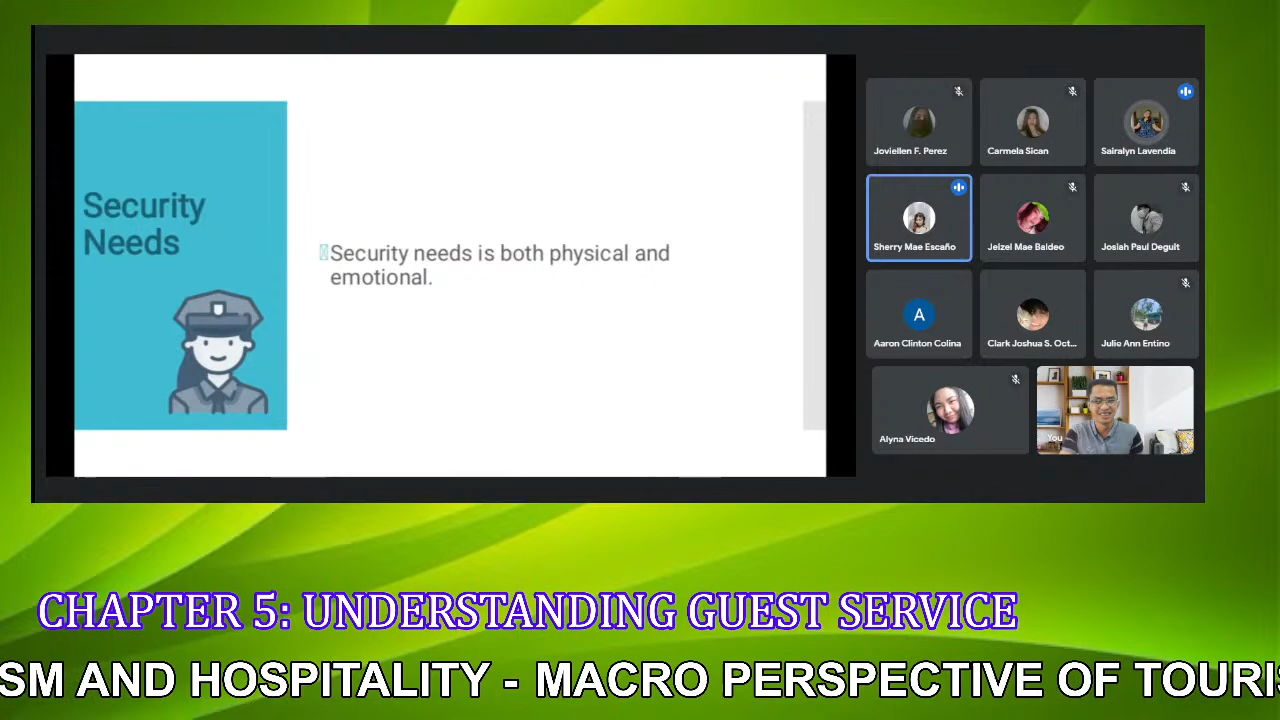 Security
Needs
Security needs is both physical and
emotional.
Joviellen F. Perez
Carmela Sican
Sairalyn Lavendia
Sherry Mae Escaño
Jelzel Mae Baldeo
Josiah Paul Degult
A
Aaron Clinton Colina
Clark Joshua S. Oct...
Julie Ann Entino
Alyna Vicedo
You
CHAPTER 5: UNDERSTANDING GUEST SERVICE
SM AND HOSPITALITY - MACRO PERSPECTIVE OF TOURIS